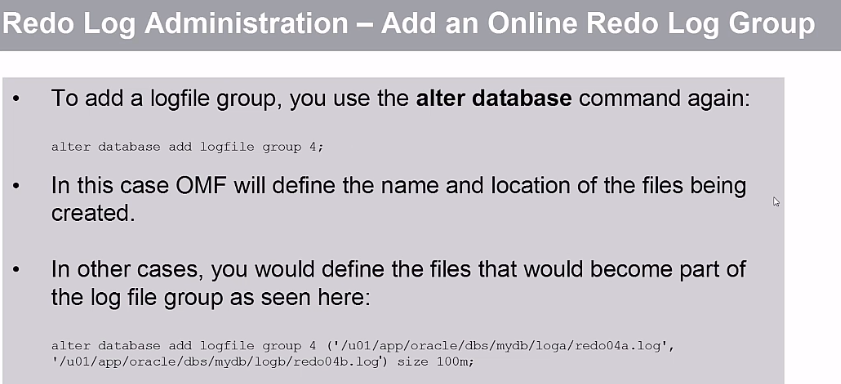 Redo Log Administration – Add an Online Redo Log Group
• To add a logfile group, you use the alter database command again:
alter database add logfile group 4;
• In this case OMF will define the name and location of the files being
created.
• In other cases, you would define the files that would become part of
the log file group as seen here:
alter database add logfile group 4 ('/u01/app/oracle/dbs/mydb/loga/redo04a.log',
'/u01/app/oracle/dbs/mydb/logb/redo04b.log') size 100m;